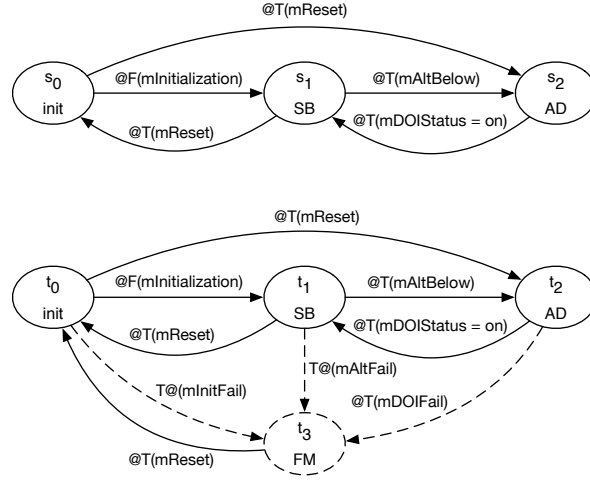 @T(mReset)
s0
init
@F(mInitialization)
s1
SB
@T(mAltBelow)
s2
AD
@T(mReset)
@T(mDOIStatus = on)
@T(mReset)
t0
init
@F(mInitialization)
t1
SB
@T(mAltBelow)
t2
AD
@T(mReset)
@T(mDOIStatus = on)
T@(mAltFail)
T@(mInitFail)
@T(mDOIFail)
t3
FM
@T(mReset)